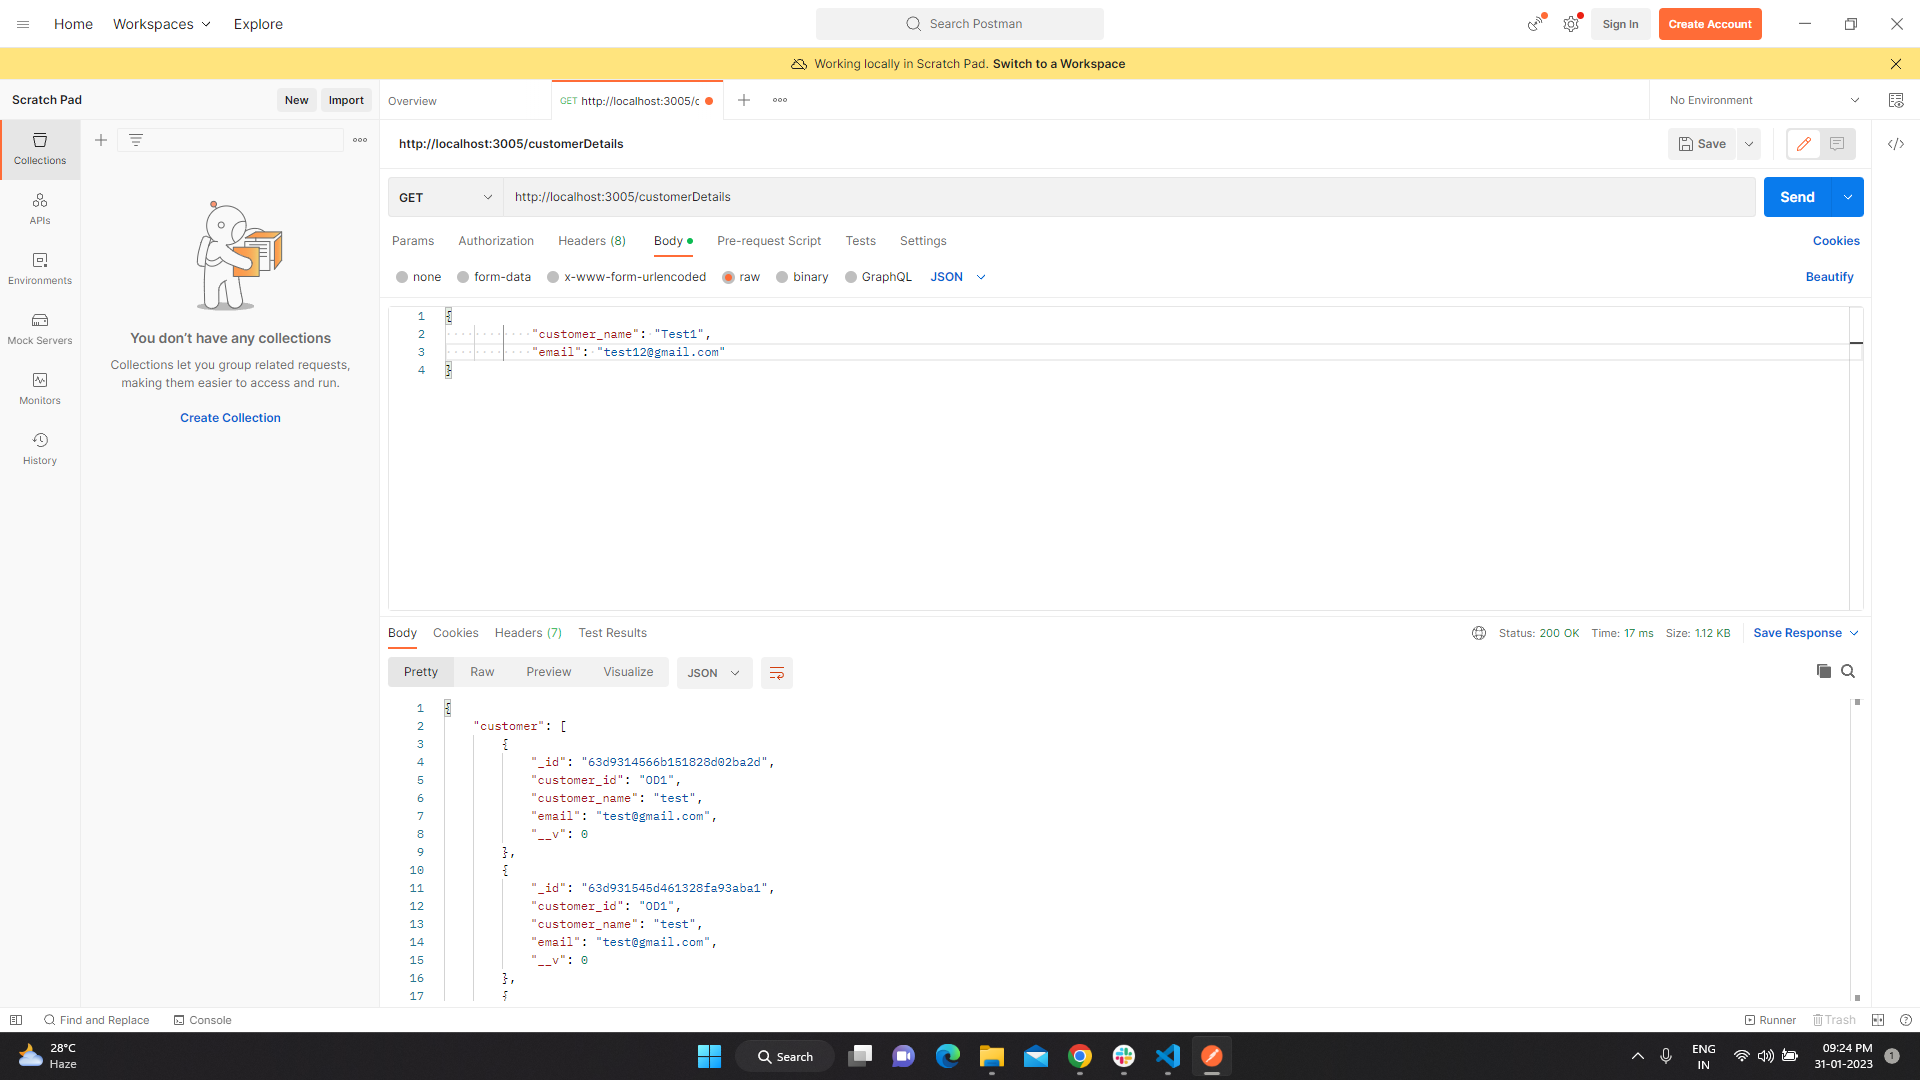 Home Workspaces Explore Search Postman Sign In Create Account
Working locally in Scratch Pad. Switch to a Workspace
Scratch Pad New Import Overview GET http://localhost:3005/c No Environment
Collections
APIs
Environments
Mock Servers
Monitors
History
You don't have any collections
Collections let you group related requests,
making them easier to access and run.
Create Collection
http://localhost:3005/customerDetails Save
GET http://localhost:3005/customerDetails Send
Params Authorization Headers (8) Body Pre-request Script Tests Settings Cookies
none form-data x-www-form-urlencoded raw binary GraphQL JSON Beautify
1 {
2 "customer_name": "Test1",
3 "email": "test12@gmail.com"
4 }
Body Cookies Headers (7) Test Results Status: 200 OK Time: 17 ms Size: 1.12 KB Save Response
Pretty Raw Preview Visualize JSON
1 {
2 "customer": [
3 {
4 "_id": "63d9314566b151828d02ba2d",
5 "customer_id": "OD1",
6 "customer_name": "test",
7 "email": "test@gmail.com",
8 "__v": 0
9 },
10 {
11 "_id": "63d931545d461328fa93aba1",
12 "customer_id": "OD1",
13 "customer_name": "test",
14 "email": "test@gmail.com",
15 "__v": 0
16 },
17 {
Find and Replace Console Runner Trash
28°C
Haze
Search
ENG
IN
09:24 PM
31-01-2023
1